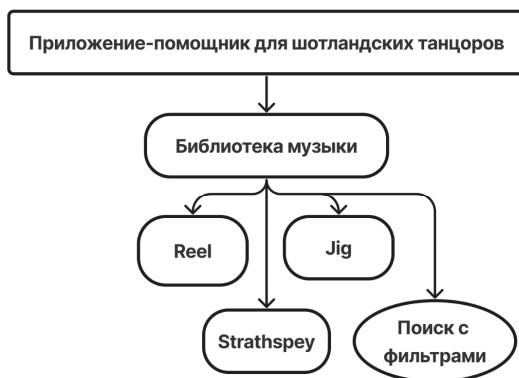 Приложение-помощник для шотландских танцоров
Библиотека музыки
Reel
Jig
Strathspey
Поиск с
фильтрами